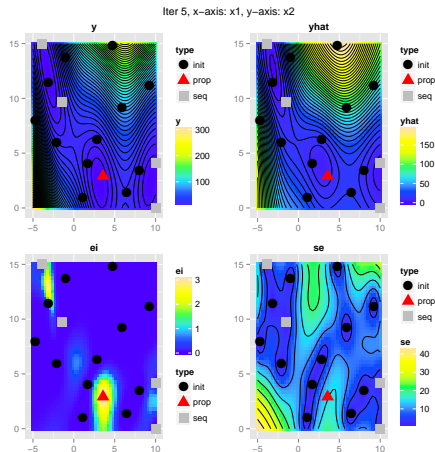 Iter 5, x-axis: x1, y-axis: x2
y
15
10
5
0
-5 0 5 10
type
init
prop
seq
y
300
200
100
yhat
15
10
5
0
-5 0 5 10
type
init
prop
seq
yhat
150
100
50
0
ei
15
10
5
0
-5 0 5 10
ei
3
2
1
0
type
init
prop
seq
se
15
10
5
0
-5 0 5 10
type
init
prop
seq
se
40
30
20
10